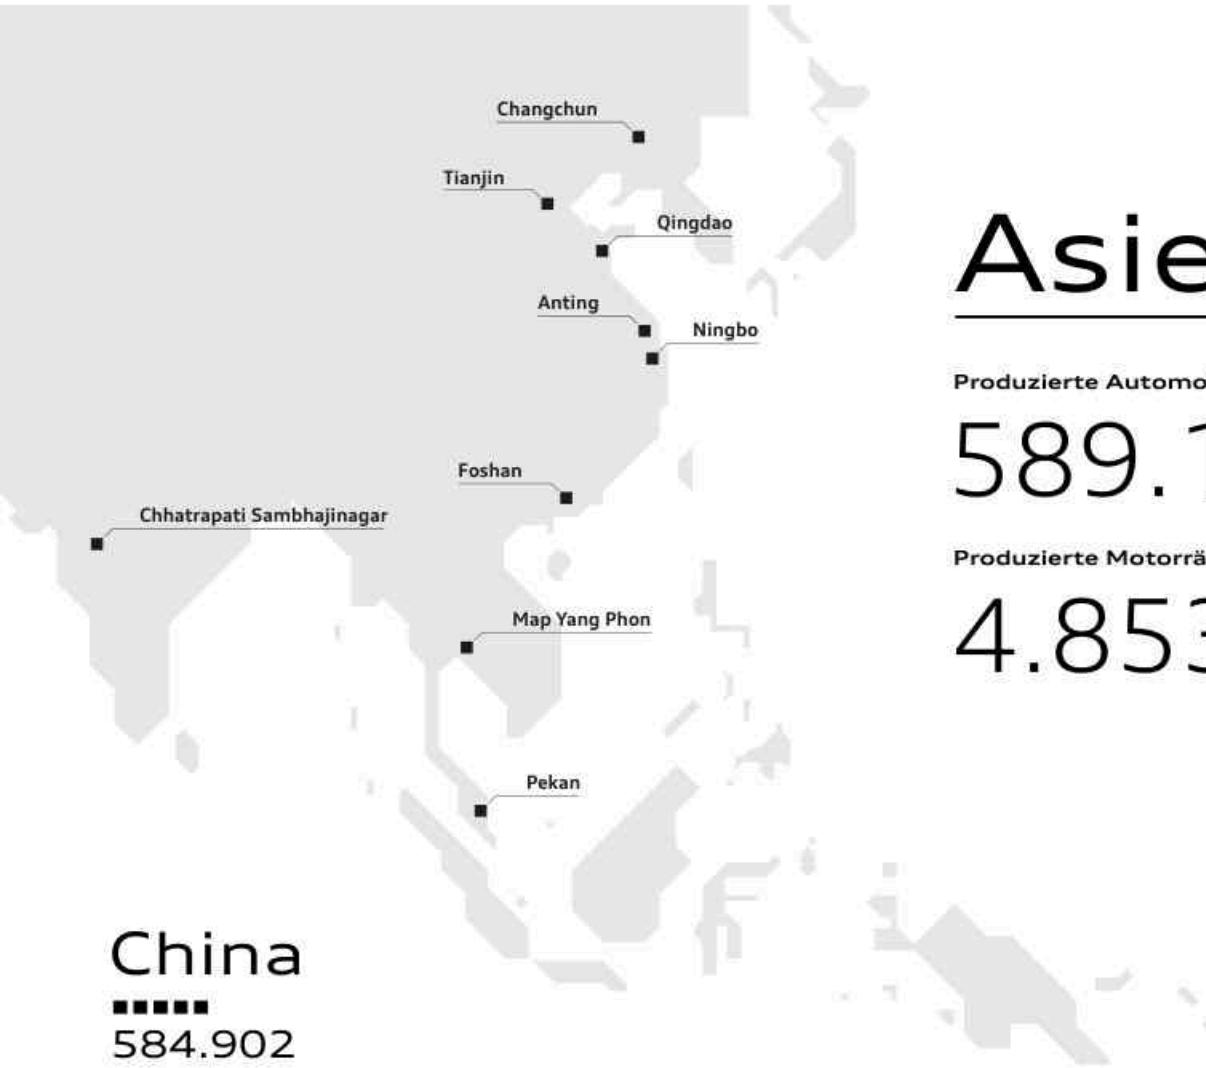 Changchun
Tianjin
Qingdao
Anting
Ningbo
Foshan
Chhatrapati Sambhajinagar
Map Yang Phon
Pekan
China
584.902
Asie
Produzierte Automo
589.1
Produzierte Motorrä
4.853